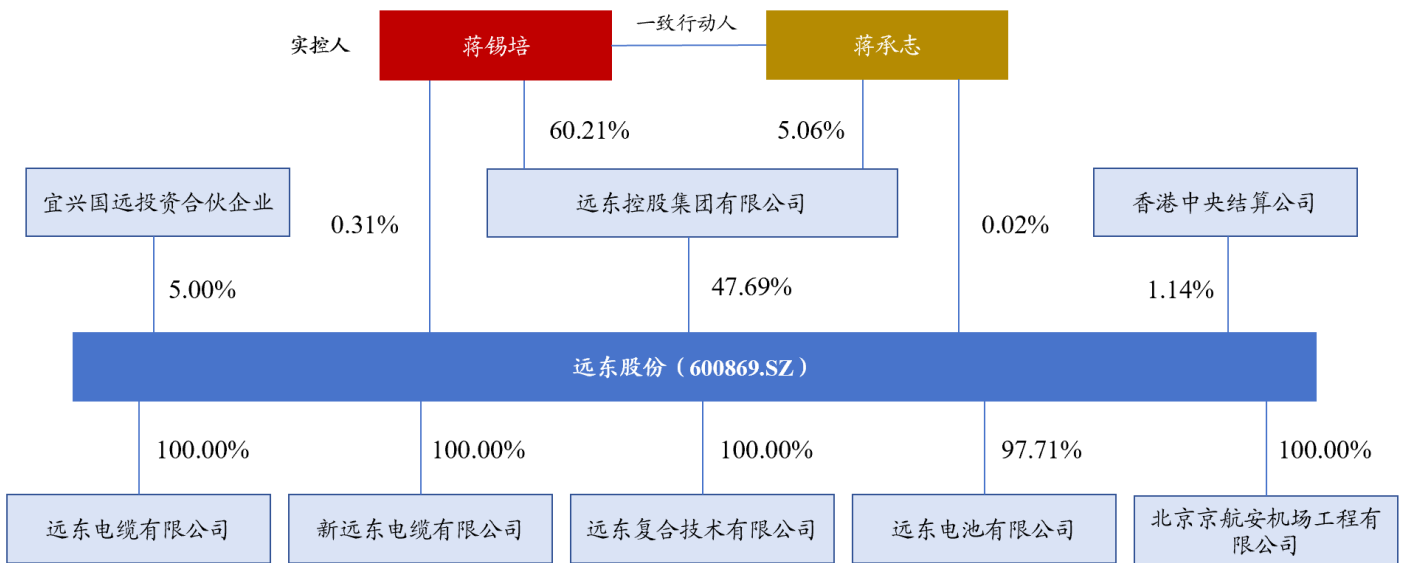 一致行动人
实控人
蒋锡培
蒋承志
60.21%
5.06%
宜兴国远投资合伙企业
远东控股集团有限公司
香港中央结算公司
0.31%
0.02%
5.00%
47.69%
1.14%
远东股份（600869.SZ）
100.00%
100.00%
100.00%
97.71%
100.00%
远东电缆有限公司
新远东电缆有限公司
远东复合技术有限公司
远东电池有限公司
北京京航安机场工程有
限公司